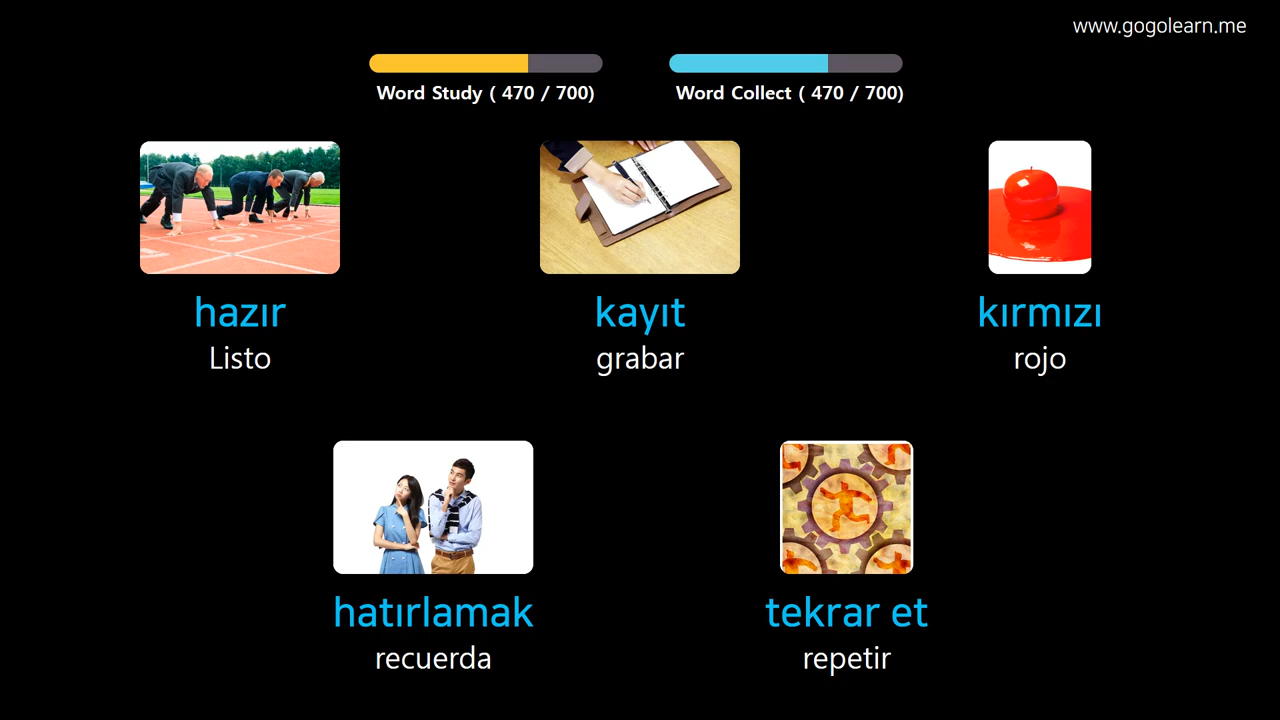 www.gogolearn.me
Word Study ( 470 / 700)
Word Collect ( 470 / 700)
hazır
Listo
kayıt
grabar
kırmızı
rojo
hatırlamak
recuerda
tekrar et
repetir